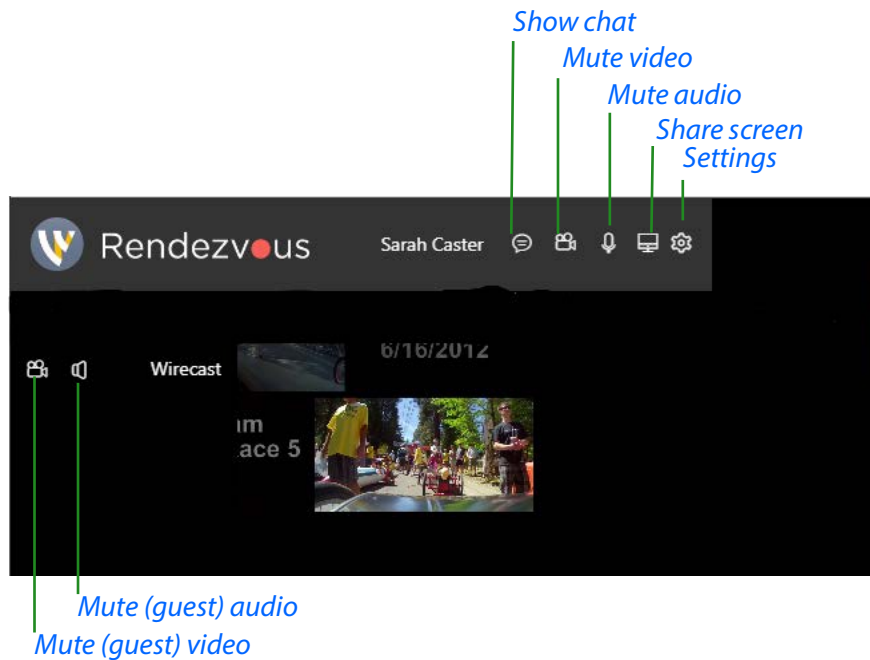 Show chat
Mute video
Mute audio
Share screen
Settings
Rendezvous
Sarah Caster
6/16/2012
Wirecast
am
ace 5
Mute (guest) audio
Mute (guest) video